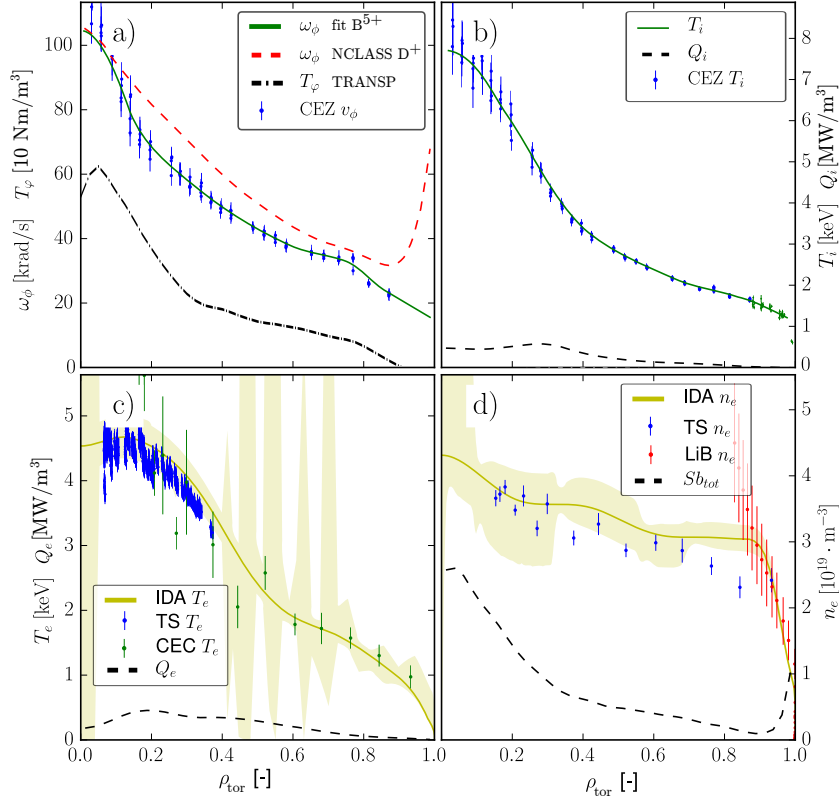 a)
ω_ϕ fit B^5+
ω_ϕ NCLASS D^+
T_φ TRANSP
CEZ v_ϕ
120
100
80
60
40
20
0
ω_ϕ [krad/s] T_φ [10 Nm/m^3]
b)
T_i
Q_i
CEZ T_i
8
7
6
5
4
3
2
1
0
T_i [keV] Q_i [MW/m^3]
c)
IDA T_e
TS T_e
CEC T_e
Q_e
5
4
3
2
1
0
T_e [keV] Q_e [MW/m^3]
0.0 0.2 0.4 0.6 0.8 1.0
ρ_tor [-]
d)
IDA n_e
TS n_e
LiB n_e
Sb_tot
5
4
3
2
1
0
n_e [10^19 · m^-3]
0.2 0.4 0.6 0.8 1.0
ρ_tor [-]